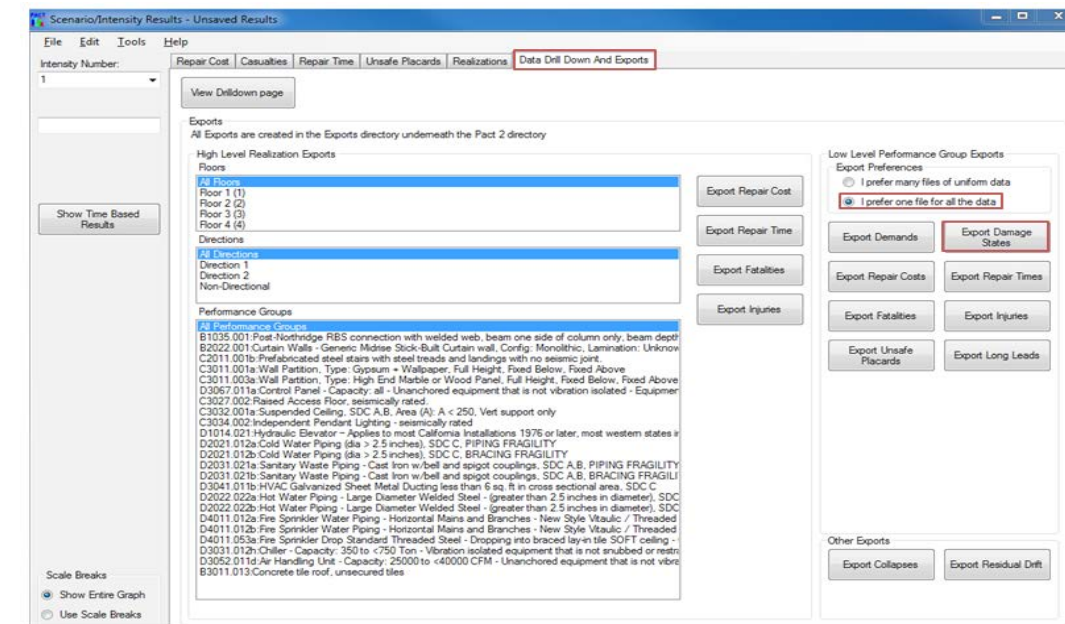 PACT Scenario/Intensity Results - Unsaved Results
File Edit Tools Help
Intensity Number:
1
Repair Cost Casualties Repair Time Unsafe Placards Realizations Data Drill Down And Exports
View Drilldown page
Exports
All Exports are created in the Exports directory underneath the Pact 2 directory
High Level Realization Exports
Floors
All Floors
Floor 1 (1)
Floor 2 (2)
Floor 3 (3)
Floor 4 (4)
Directions
All Directions
Direction 1
Direction 2
Non-Directional
Performance Groups
All Performance Groups
B1035.001:Post-Northridge RBS connection with welded web, beam one side of column only, beam depth
B2022.001:Curtain Walls - Generic Midrise Stick-Built Curtain wall, Config: Monolithic, Lamination: Unknow
C2011.001b:Prefabricated steel stairs with steel treads and landings with no seismic joint.
C3011.001a:Wall Partition, Type: Gypsum + Wallpaper, Full Height, Fixed Below, Fixed Above
C3011.003a:Wall Partition, Type: High End Marble or Wood Panel, Full Height, Fixed Below, Fixed Above
D3067.011a:Control Panel - Capacity: all - Unanchored equipment that is not vibration isolated - Equipmer
C3027.002:Raised Access Floor, seismically rated.
C3032.001a:Suspended Ceiling, SDC A,B, Area (A): A < 250, Vert support only
C3034.002:Independent Pendant Lighting - seismically rated
D1014.021:Hydraulic Elevator – Applies to most California Installations 1976 or later, most western states ir
D2021.012a:Cold Water Piping (dia > 2.5 inches), SDC C, PIPING FRAGILITY
D2021.012b:Cold Water Piping (dia > 2.5 inches), SDC C, BRACING FRAGILITY
D2031.021a:Sanitary Waste Piping - Cast Iron w/bell and spigot couplings, SDC A,B, PIPING FRAGILITY
D2031.021b:Sanitary Waste Piping - Cast Iron w/bell and spigot couplings, SDC A,B, BRACING FRAGILI
D3041.011b:HVAC Galvanized Sheet Metal Ducting less than 6 sq. ft in cross sectional area, SDC C
D2022.022a:Hot Water Piping - Large Diameter Welded Steel - (greater than 2.5 inches in diameter), SDC
D2022.022b:Hot Water Piping - Large Diameter Welded Steel - (greater than 2.5 inches in diameter), SDC
D4011.012a:Fire Sprinkler Water Piping - Horizontal Mains and Branches - New Style Vitaulic / Threaded
D4011.012b:Fire Sprinkler Water Piping - Horizontal Mains and Branches - New Style Vitaulic / Threaded
D4011.053a:Fire Sprinkler Drop Standard Threaded Steel - Dropping into braced lay-in tile SOFT ceiling -
D3031.012h:Chiller - Capacity: 350 to <750 Ton - Vibration isolated equipment that is not snubbed or restra
D3052.011d:Air Handling Unit - Capacity: 25000 to <40000 CFM - Unanchored equipment that is not vibra
B3011.013:Concrete tile roof, unsecured tiles
Export Repair Cost
Export Repair Time
Export Fatalities
Export Injuries
Low Level Performance Group Exports
Export Preferences
I prefer many files of uniform data
I prefer one file for all the data
Export Demands
Export Damage States
Export Repair Costs
Export Repair Times
Export Fatalities
Export Injuries
Export Unsafe Placards
Export Long Leads
Other Exports
Export Collapses
Export Residual Drift
Show Time Based Results
Scale Breaks
Show Entire Graph
Use Scale Breaks